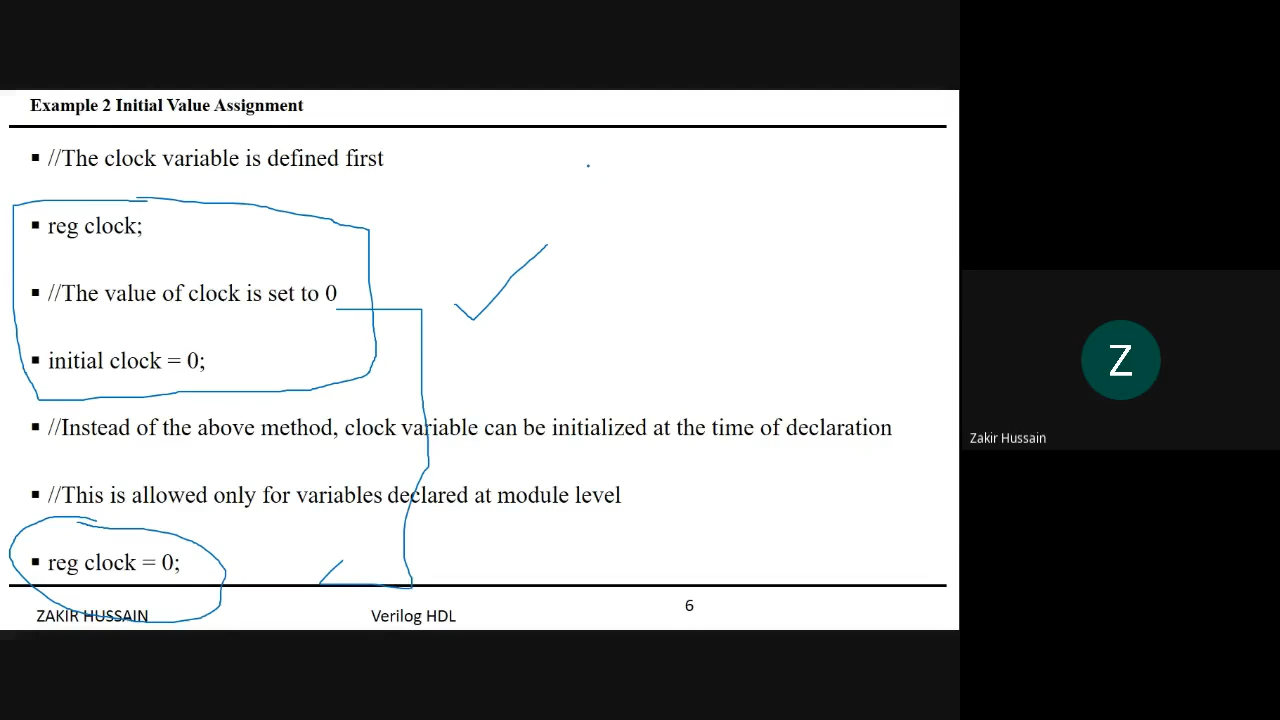 Example 2 Initial Value Assignment
▪ //The clock variable is defined first
▪ reg clock;
▪ //The value of clock is set to 0
▪ initial clock = 0;
▪ //Instead of the above method, clock variable can be initialized at the time of declaration
▪ //This is allowed only for variables declared at module level
▪ reg clock = 0;
ZAKIR HUSSAIN
Verilog HDL
6
Z
Zakir Hussain